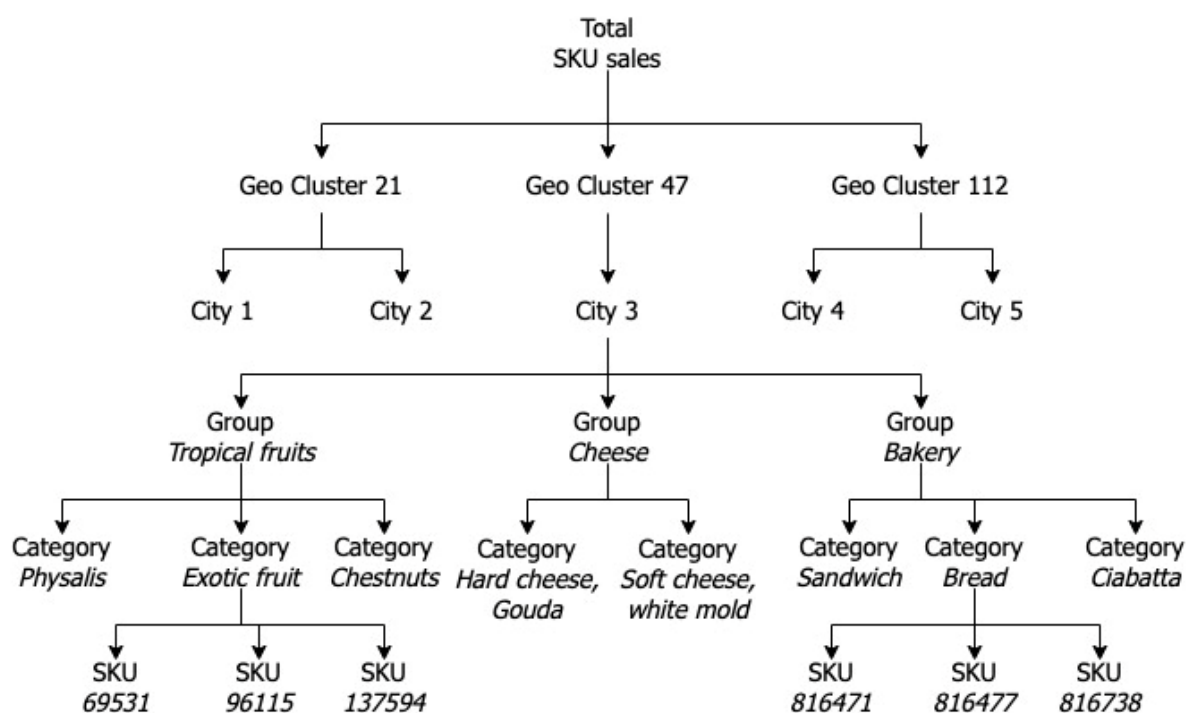 Total
SKU sales
Geo Cluster 21
Geo Cluster 47
Geo Cluster 112
City 1
City 2
City 3
City 4
City 5
Group
Tropical fruits
Group
Cheese
Group
Bakery
Category
Physalis
Category
Exotic fruit
Category
Chestnuts
Category
Hard cheese,
Gouda
Category
Soft cheese,
white mold
Category
Sandwich
Category
Bread
Category
Ciabatta
SKU
69531
SKU
96115
SKU
137594
SKU
816471
SKU
816477
SKU
816738